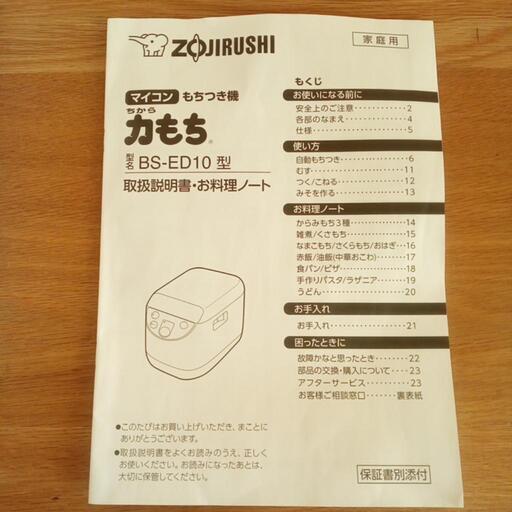 家庭用
ZOJIRUSHI
マイコン もちつき機
ちから
力もち®
型名 BS-ED10 型
取扱説明書・お料理ノート
もくじ
お使いになる前に
安全上のご注意・・・・・・・・・・2
各部のなまえ・・・・・・・・・・4
仕様・・・・・・・・・・5
使い方
自動もちつき・・・・・・・・・・6
むす・・・・・・・・・・11
つく/こねる・・・・・・・・・・12
みそを作る・・・・・・・・・・13
お料理ノート
からみもち3種・・・・・・・・・・14
雑煮/くさもち・・・・・・・・・・15
なまこもち/さくらもち/おはぎ・・・16
赤飯/油飯(中華おこわ)・・・・・・17
食パン/ピザ・・・・・・・・・・18
手作りパスタ/ラザニア・・・・・・19
うどん・・・・・・・・・・20
お手入れ
お手入れ・・・・・・・・・・21
困ったときに
故障かなと思ったとき・・・・・・22
部品の交換・購入について・・・・23
アフターサービス・・・・・・・・23
お客様ご相談窓口・・・・・・裏表紙
●このたびはお買い上げいただき、まことに
ありがとうございます。
●取扱説明書をよくお読みのうえ、正しく
お使いください。お読みになったあとは、
大切に保管してください。
保証書別添付